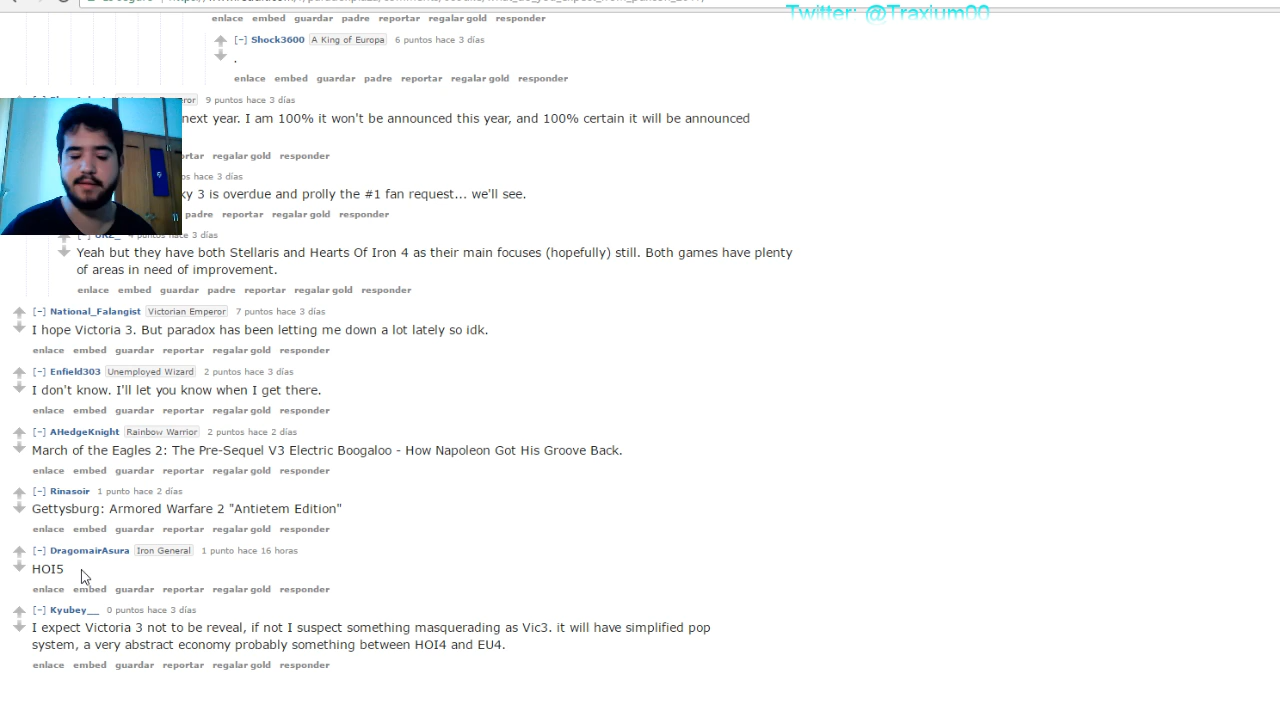 Twitter: @Traxium00
enlace embed guardar padre reportar regalar gold responder
[-] Shock3600 A King of Europa 6 puntos hace 3 días
.
enlace embed guardar padre reportar regalar gold responder
9 puntos hace 3 días
next year. I am 100% it won't be announced this year, and 100% certain it will be announced
regalar gold responder
hace 3 días
3 is overdue and prolly the #1 fan request... we'll see.
padre reportar regalar gold responder
hace 3 días
Yeah but they have both Stellaris and Hearts Of Iron 4 as their main focuses (hopefully) still. Both games have plenty
of areas in need of improvement.
enlace embed guardar padre reportar regalar gold responder
[-] National_Falangist Victorian Emperor 7 puntos hace 3 días
I hope Victoria 3. But paradox has been letting me down a lot lately so idk.
enlace embed guardar reportar regalar gold responder
[-] Enfield303 Unemployed Wizard 2 puntos hace 3 días
I don't know. I'll let you know when I get there.
enlace embed guardar reportar regalar gold responder
[-] AHedgeKnight Rainbow Warrior 2 puntos hace 2 días
March of the Eagles 2: The Pre-Sequel V3 Electric Boogaloo - How Napoleon Got His Groove Back.
enlace embed guardar reportar regalar gold responder
[-] Rinasoir 1 punto hace 2 días
Gettysburg: Armored Warfare 2 "Antietem Edition"
enlace embed guardar reportar regalar gold responder
[-] DragomairAsura Iron General 1 punto hace 16 horas
HOI5
enlace embed guardar reportar regalar gold responder
[-] Kyubey__ 0 puntos hace 3 días
I expect Victoria 3 not to be reveal, if not I suspect something masquerading as Vic3. it will have simplified pop
system, a very abstract economy probably something between HOI4 and EU4.
enlace embed guardar reportar regalar gold responder